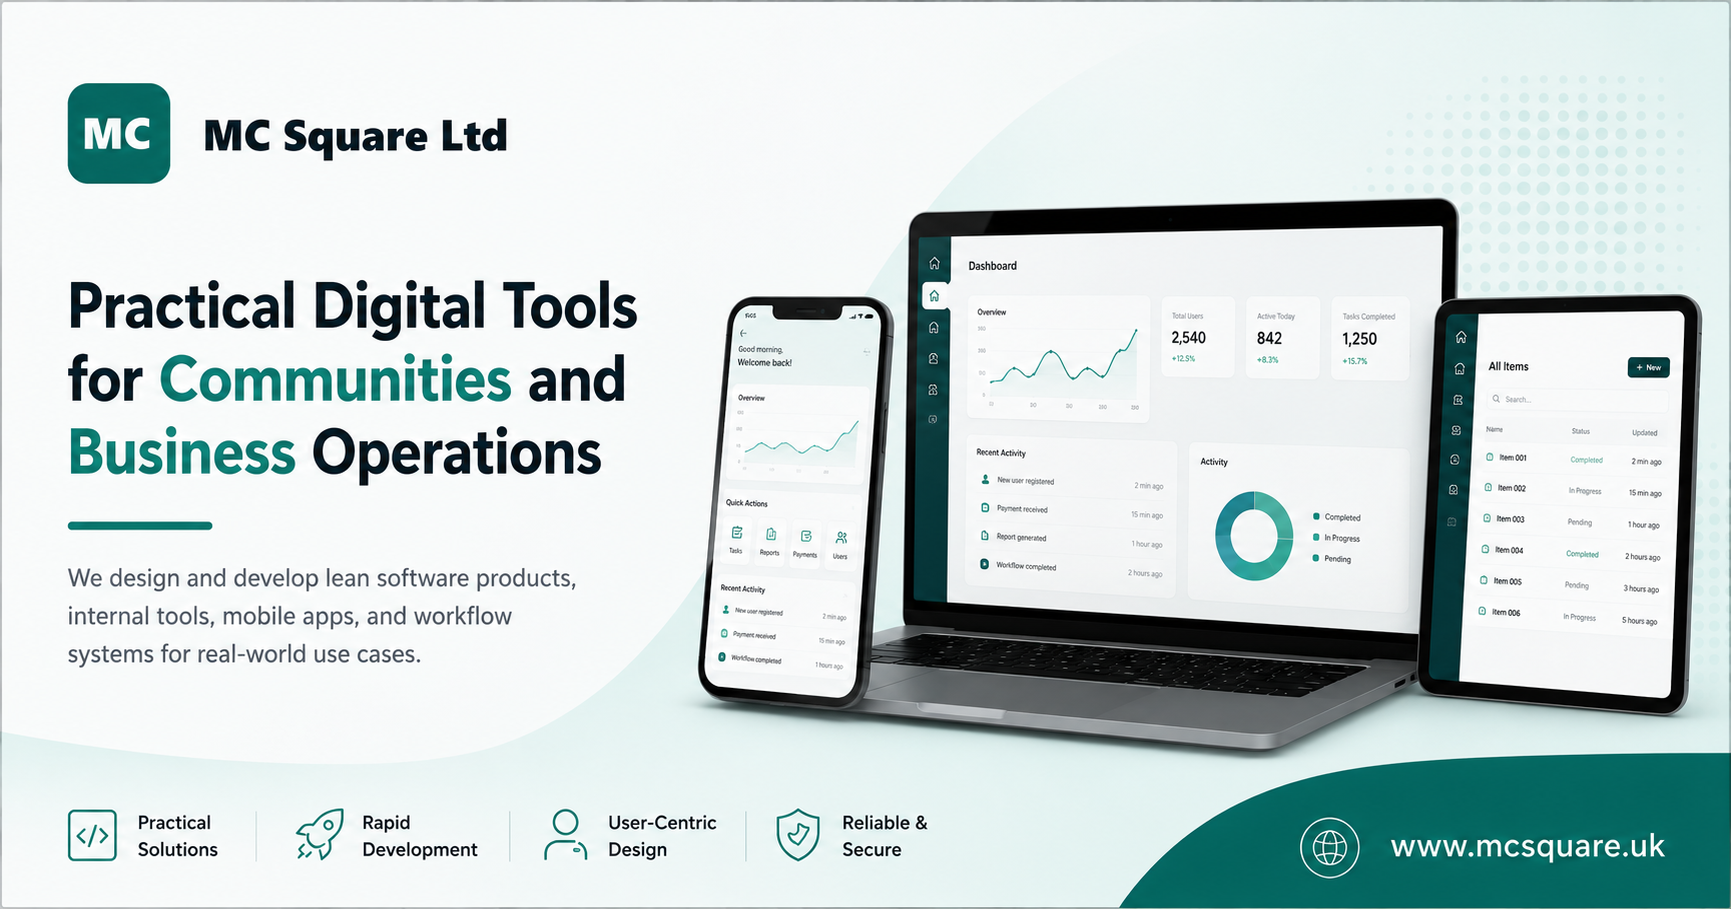 MC
MC Square Ltd
Practical Digital Tools
for Communities and
Business Operations
We design and develop lean software products,
internal tools, mobile apps, and workflow
systems for real-world use cases.
Good morning,
Welcome back!
Overview
Quick Actions
Tasks
Reports
Payments
Users
Recent Activity
New user registered 2 min ago
Payment received 15 min ago
Workflow completed 1 hours ago
Dashboard
Overview
Total Users
2,540
+12.5%
Active Today
842
+8.3%
Tasks Completed
1,250
+15.7%
Recent Activity
New user registered 2 min ago
Payment received 15 min ago
Report generated 1 hour ago
Workflow completed 2 hours ago
Activity
Completed
In Progress
Pending
All Items
+ New
Search...
Name Status Updated
Item 001 Completed 2 min ago
Item 002 In Progress 15 min ago
Item 003 Pending 1 hour ago
Item 004 Completed 2 hours ago
Item 005 Pending 3 hours ago
Item 006 In Progress 5 hours ago
Practical
Solutions
Rapid
Development
User-Centric
Design
Reliable &
Secure
www.mcsquare.uk